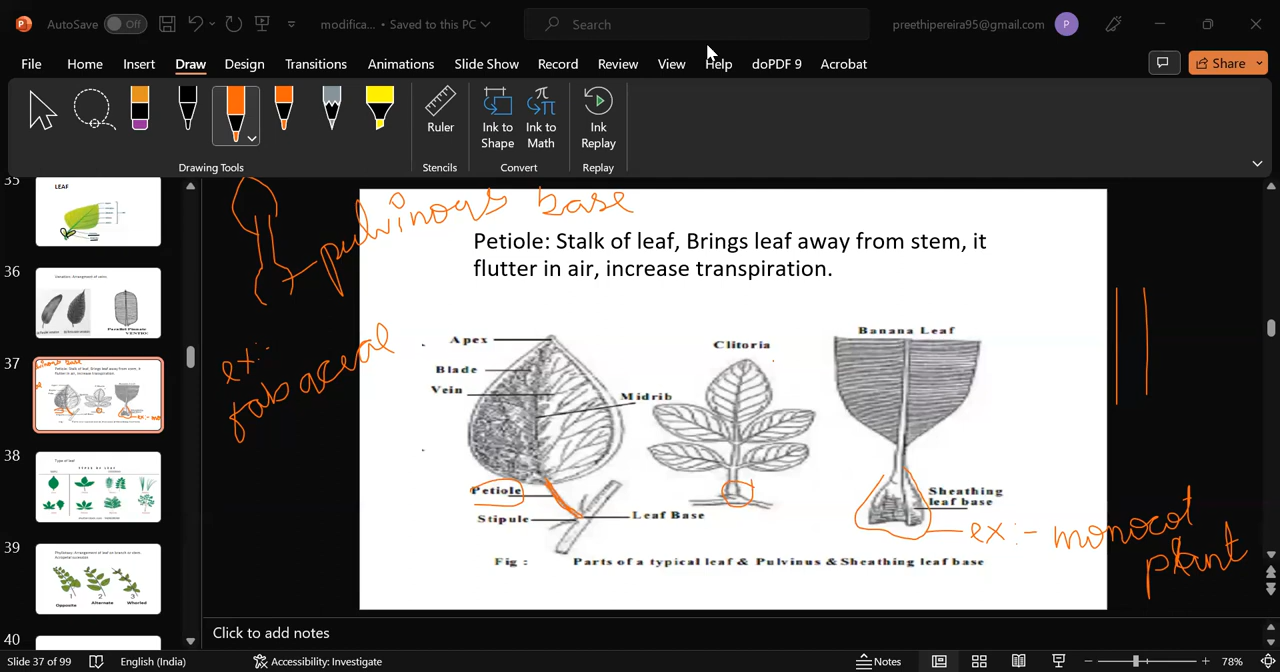 AutoSave Off modifica... • Saved to this PC Search preethipereira95@gmail.com P
File Home Insert Draw Design Transitions Animations Slide Show Record Review View Help doPDF 9 Acrobat Share
Ruler Ink to Shape Ink to Math Ink Replay
Drawing Tools Stencils Convert Replay
35
LEAF
36
37
38
39
Opposite Alternate Whorled
40
pulvinous base
Petiole: Stalk of leaf, Brings leaf away from stem, it
flutter in air, increase transpiration.
ex:-
fabaceal
Apex
Blade
Vein
Midrib
Petiole
Stipule
Leaf Base
Clitoria
Banana Leaf
Sheathing
leaf base
ex:- monocot
plant
Fig : Parts of a typical leaf & Pulvinus & Sheathing leaf base
Click to add notes
Slide 37 of 99 English (India) Accessibility: Investigate Notes 78%